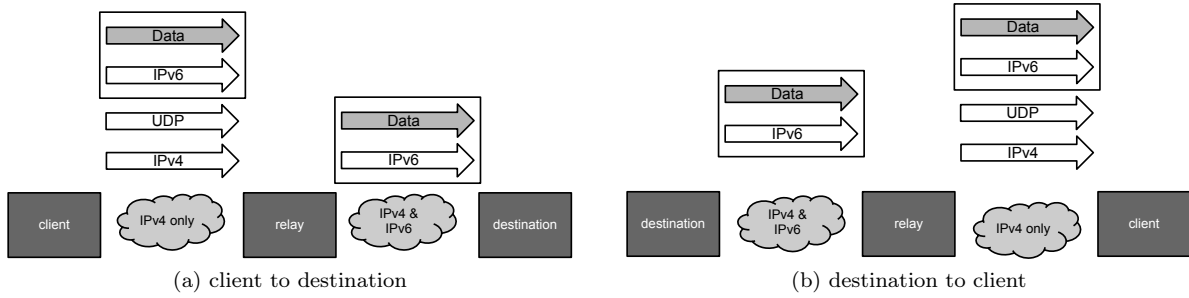 Data
IPv6
UDP
IPv4
Data
IPv6
client
IPv4 only
relay
IPv4 &
IPv6
destination
(a) client to destination
Data
IPv6
Data
IPv6
UDP
IPv4
destination
IPv4 &
IPv6
relay
IPv4 only
client
(b) destination to client